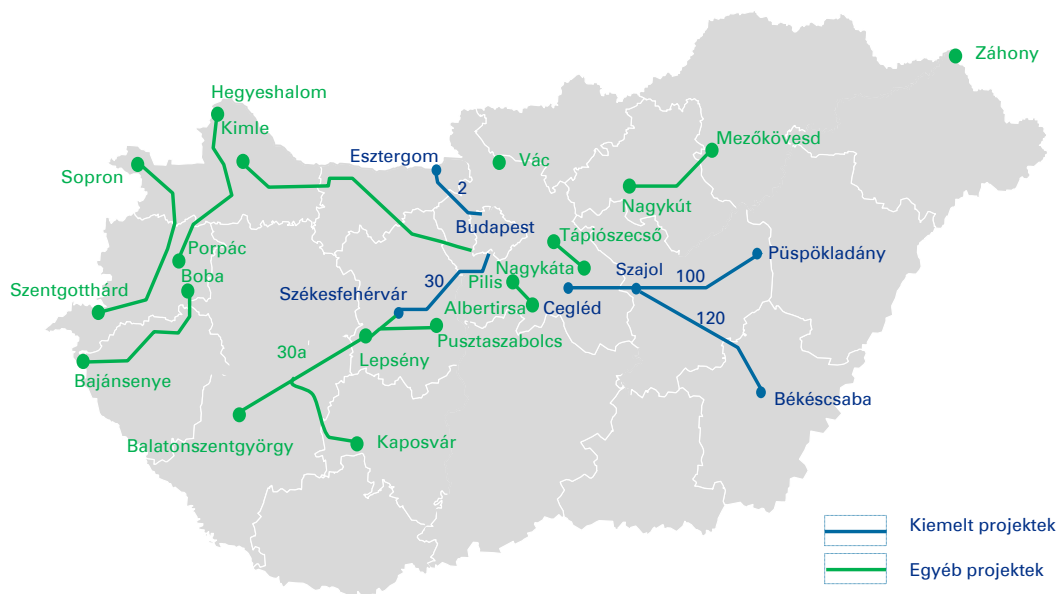 Záhony
Hegyeshalom
Kimle
Mezőkövesd
Esztergom
Vác
Sopron
2
Nagykút
Budapest
Tápiószecső
Porpác
Püspökladány
Boba
Nagykáta
Szajol
100
30
Pilis
Szentgotthárd
Székesfehérvár
Albertirsa
Cegléd
120
Pusztaszabolcs
30a
Lepsény
Bajánsenye
Békéscsaba
Balatonszentgyörgy
Kaposvár
Kiemelt projektek
Egyéb projektek